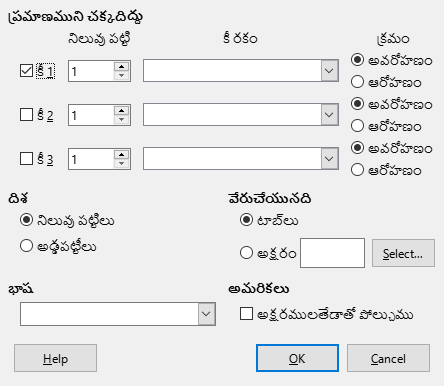 ప్రమాణముని చక్కదిద్దు
నిలువు పట్టి కీ రకం క్రమం
కీ 1 1 అవరోహణం
ఆరోహణం
కీ 2 1 అవరోహణం
ఆరోహణం
కీ 3 1 అవరోహణం
ఆరోహణం
దిశ వేరుచేయునది
నిలువు పట్టీలు టాబ్‌లు
అడ్డపట్టీలు అక్షరం Select...
భాష అమరికలు
అక్షరములతేడాతో పోల్చుము
Help OK Cancel